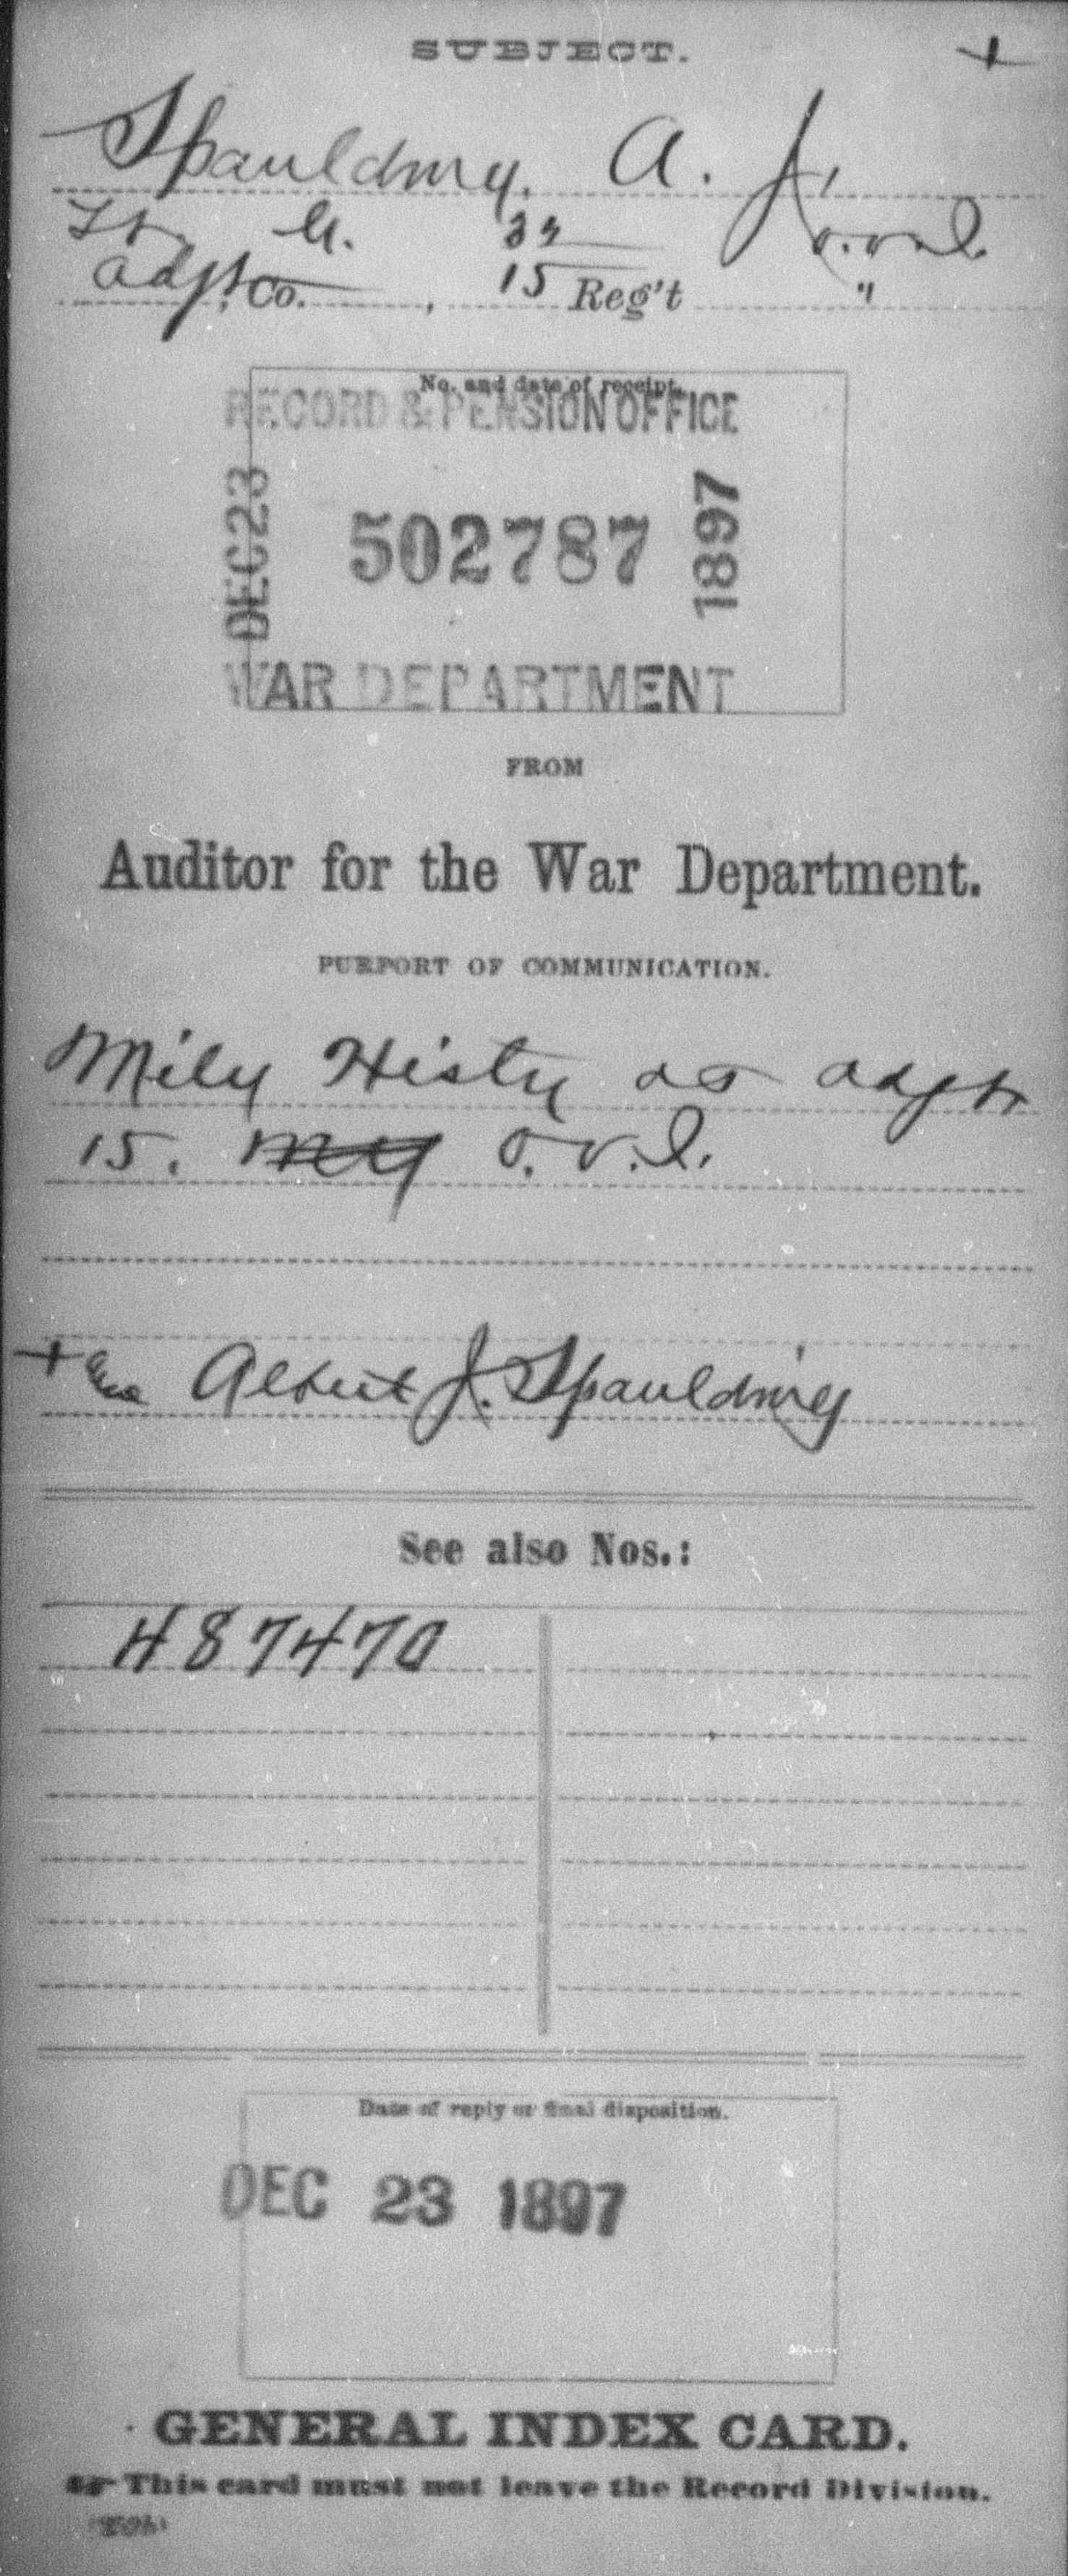 SUBJECT. +
Spaulding, A. J.
Lt. G. 33 O.V.I.
Adjt. Co. , 15 Reg't "
No. and date of receipt.
RECORD & PENSION OFFICE
DEC 23 502787 1897
WAR DEPARTMENT
FROM
Auditor for the War Department.
PURPORT OF COMMUNICATION.
Mily Histy as adjt
15. O.V.I.
+ Albert J. Spaulding
See also Nos.:
487470
Date of reply or final disposition.
DEC 23 1897
GENERAL INDEX CARD.
This card must not leave the Record Division.